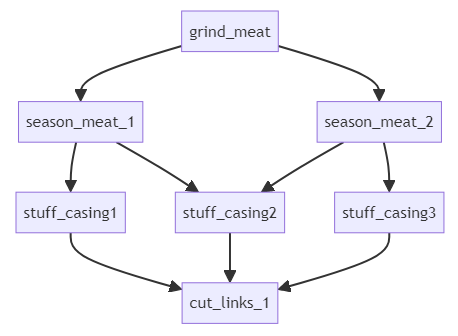 grind_meat
season_meat_1
season_meat_2
stuff_casing1
stuff_casing2
stuff_casing3
cut_links_1